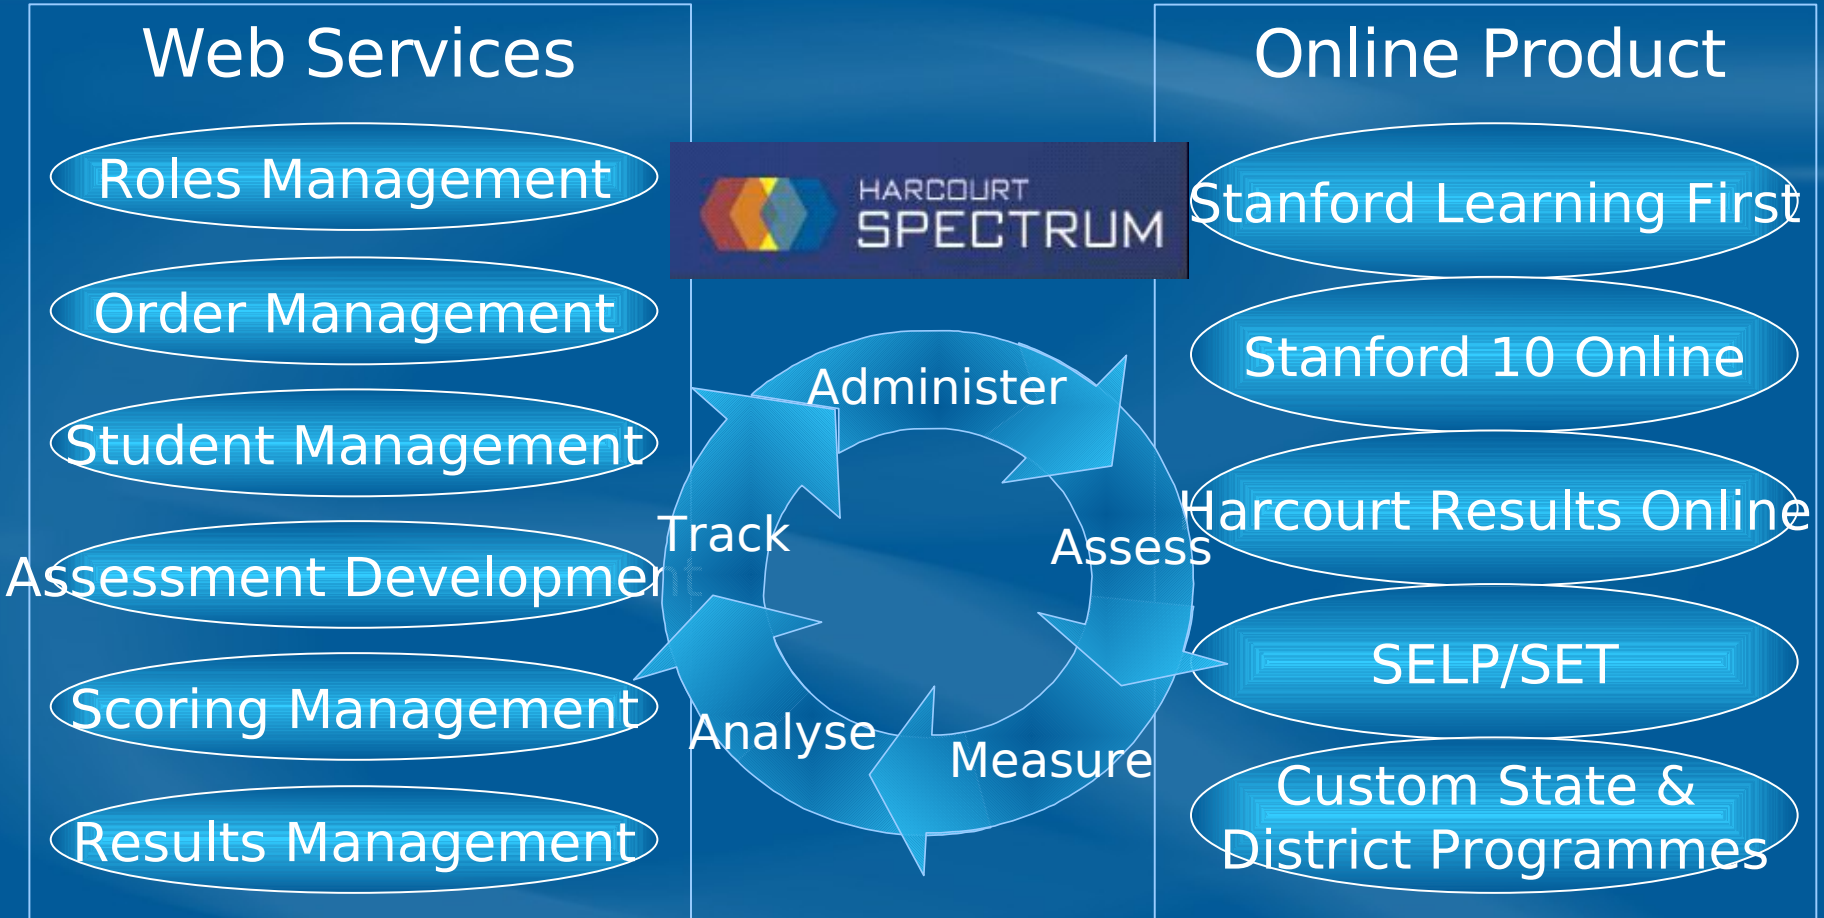 Web Services
Roles Management
Order Management
Student Management
Assessment Development
Scoring Management
Results Management
HARCOURT
SPECTRUM
Administer
Assess
Measure
Analyse
Track
Online Product
Stanford Learning First
Stanford 10 Online
Harcourt Results Online
SELP/SET
Custom State &
District Programmes